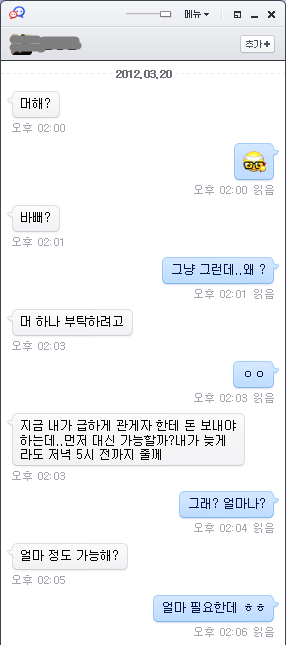 메뉴
추가+
2012.03.20
머해?
오후 02:00
오후 02:00 읽음
바뻐?
오후 02:01
그냥 그런데..왜 ?
오후 02:01 읽음
머 하나 부탁하려고
오후 02:03
ㅇㅇ
오후 02:03 읽음
지금 내가 급하게 관계자 한테 돈 보내야
하는데..먼저 대신 가능할까?내가 늦게
라도 저녁 5시 전까지 줄께
오후 02:03
그래? 얼마나?
오후 02:04 읽음
얼마 정도 가능해?
오후 02:05
얼마 필요한데 ㅎㅎ
오후 02:06 읽음